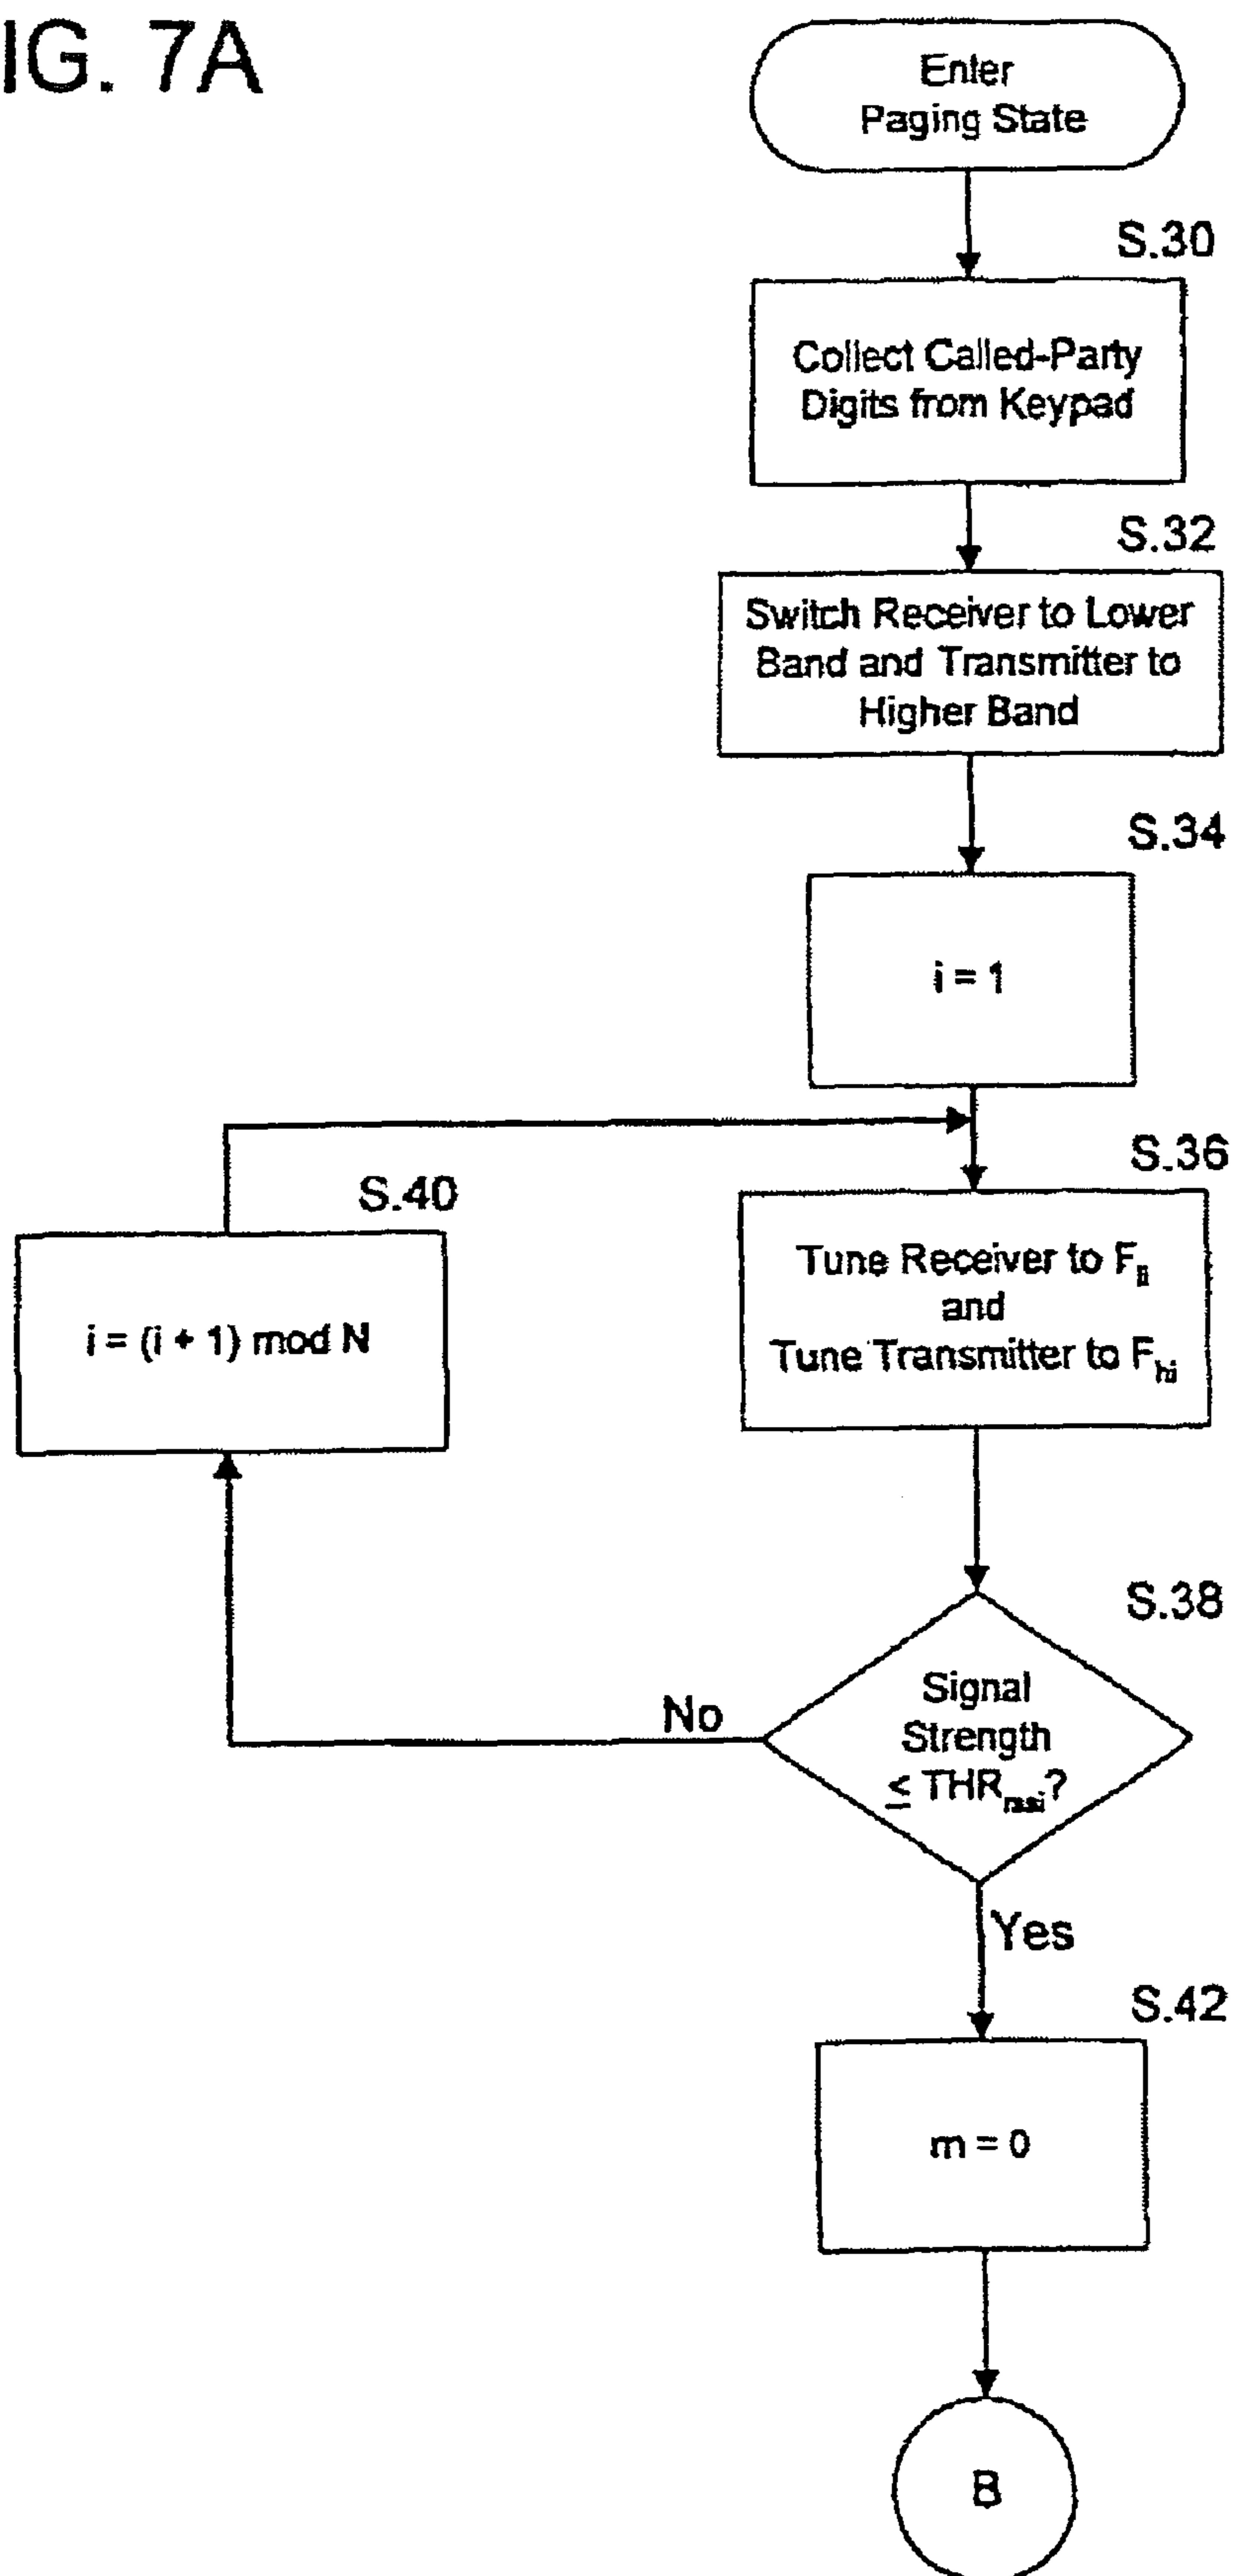 IG. 7A
Enter
Paging State
S.30
Collect Called-Party
Digits from Keypad
S.32
Switch Receiver to Lower
Band and Transmitter to
Higher Band
S.34
i = 1
S.36
Tune Receiver to Fli
and
Tune Transmitter to Fhi
S.40
i = (i + 1) mod N
S.38
Signal
Strength
≤ THRrssi?
No
Yes
S.42
m = 0
B